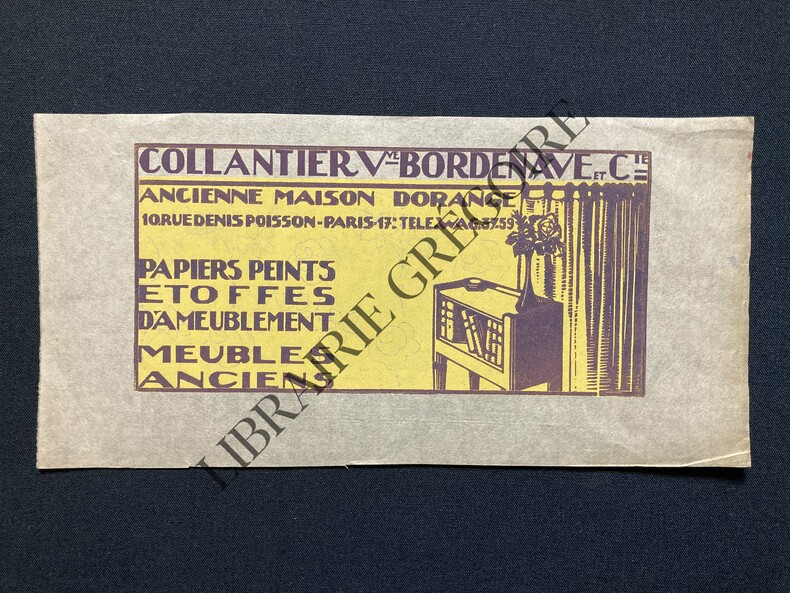 COLLANTIER Vve BORDENAVE ET Cie
ANCIENNE MAISON DORANGE
10 RUE DENIS POISSON - PARIS · 17e TELE.WAG.37.59
PAPIERS PEINTS
ETOFFES
D'AMEUBLEMENT
MEUBLES
ANCIENS
LIBRAIRIE GREGOIRE